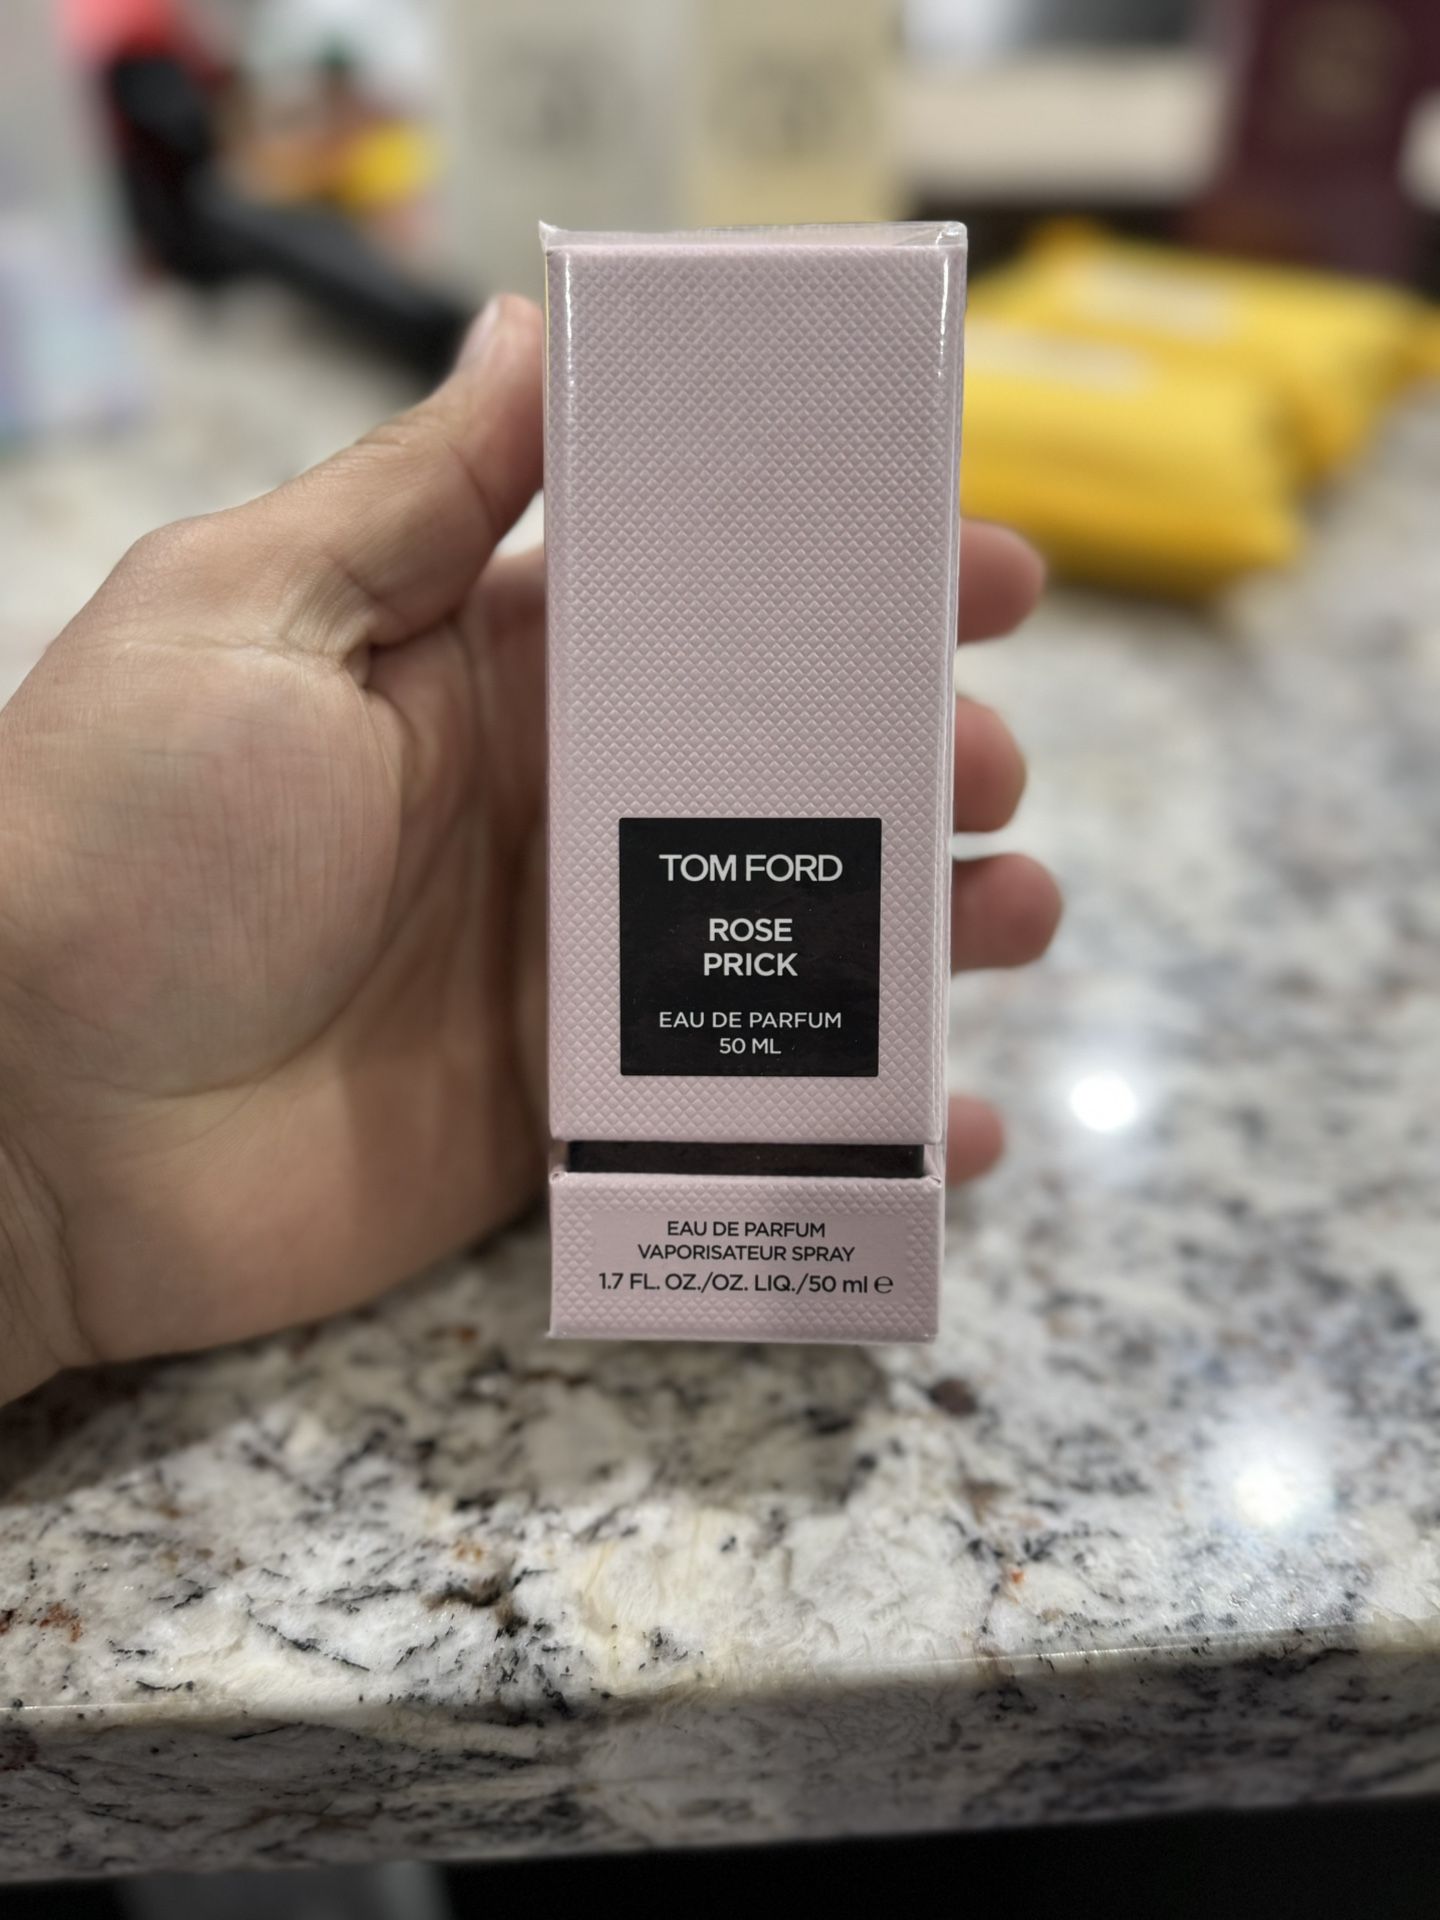 TOM FORD
ROSE
PRICK
EAU DE PARFUM
50 ML
EAU DE PARFUM
VAPORISATEUR SPRAY
1.7 FL. OZ./OZ. LIQ./50 ml ℮